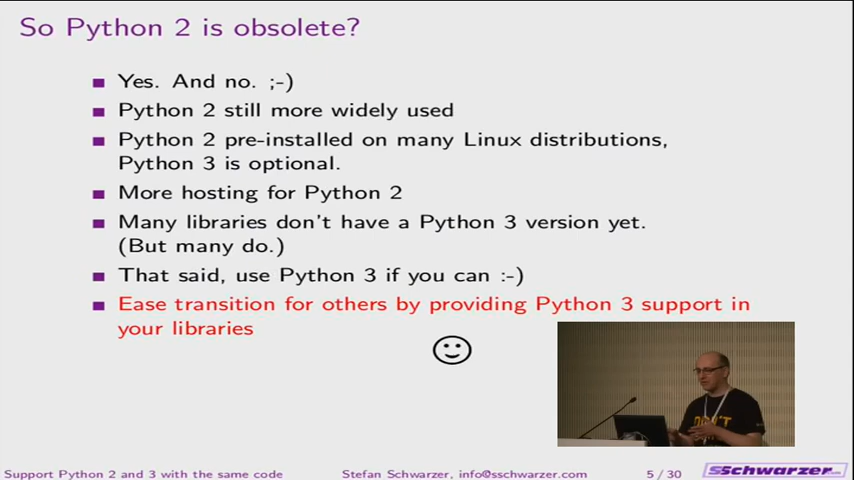 So Python 2 is obsolete?
Yes. And no. ;-)
Python 2 still more widely used
Python 2 pre-installed on many Linux distributions,
Python 3 is optional.
More hosting for Python 2
Many libraries don't have a Python 3 version yet.
(But many do.)
That said, use Python 3 if you can :-)
Ease transition for others by providing Python 3 support in
your libraries
Support Python 2 and 3 with the same code
Stefan Schwarzer, info@sschwarzer.com
5 / 30
SSchwarzer.com